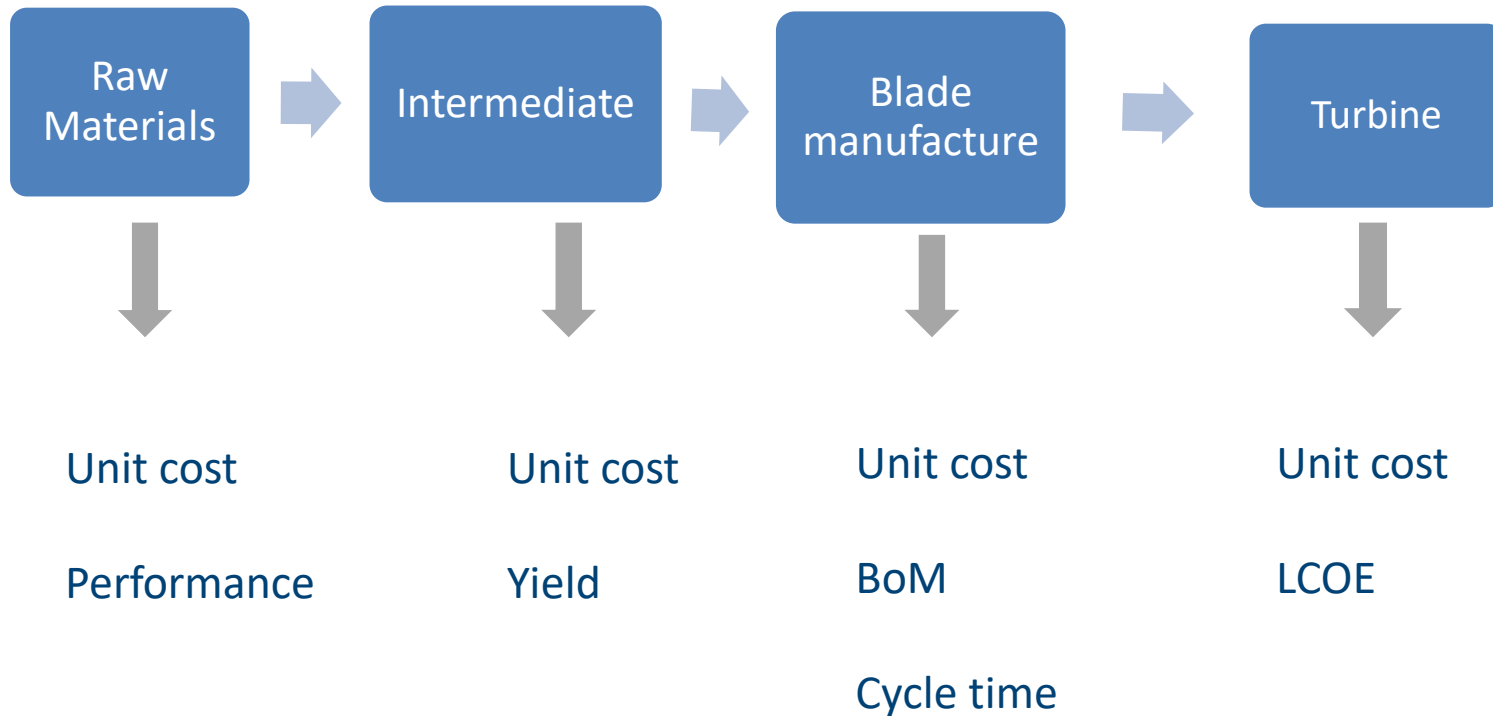 Raw
Materials
Intermediate
Blade
manufacture
Turbine
Unit cost
Performance
Unit cost
Yield
Unit cost
BoM
Cycle time
Unit cost
LCOE